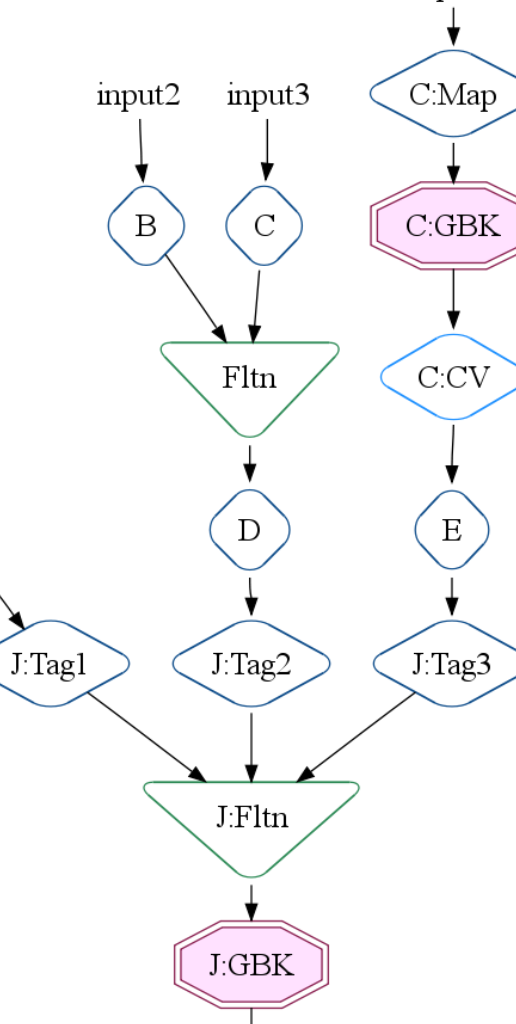 input2
input3
C:Map
B
C
C:GBK
Fltn
C:CV
D
E
J:Tag1
J:Tag2
J:Tag3
J:Fltn
J:GBK